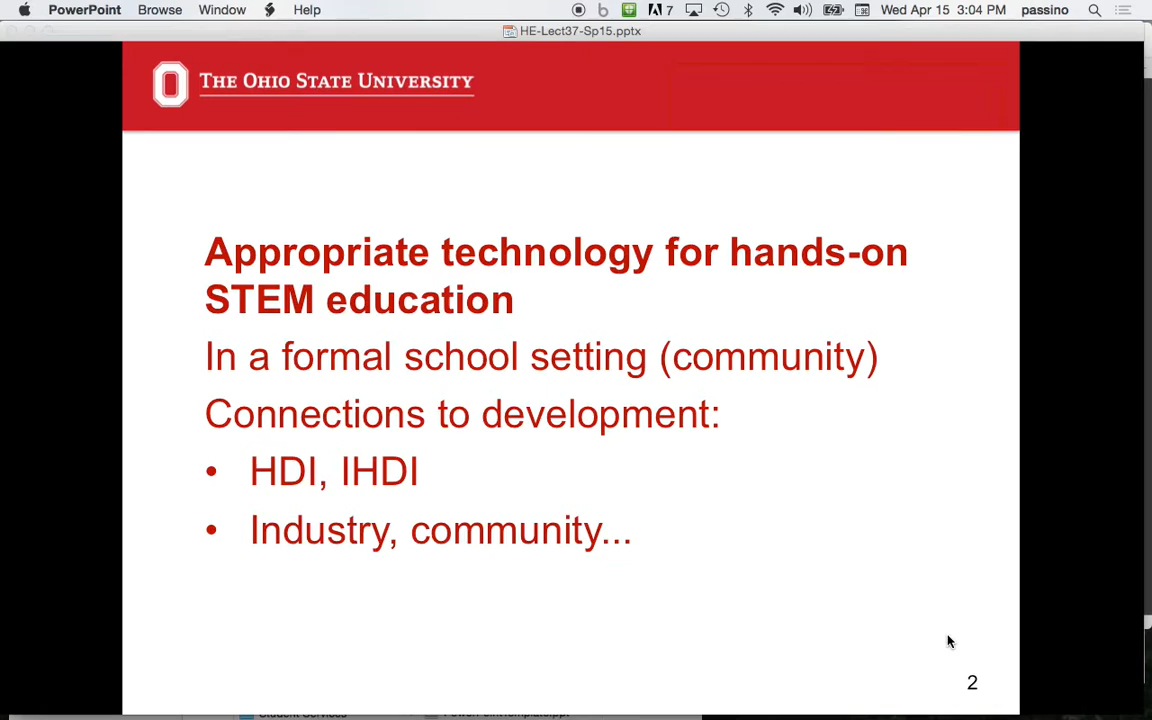 PowerPoint Browse Window Help 7 Wed Apr 15 3:04 PM passino
HE-Lect37-Sp15.pptx
THE OHIO STATE UNIVERSITY
Appropriate technology for hands-on
STEM education
In a formal school setting (community)
Connections to development:
• HDI, IHDI
• Industry, community...
2